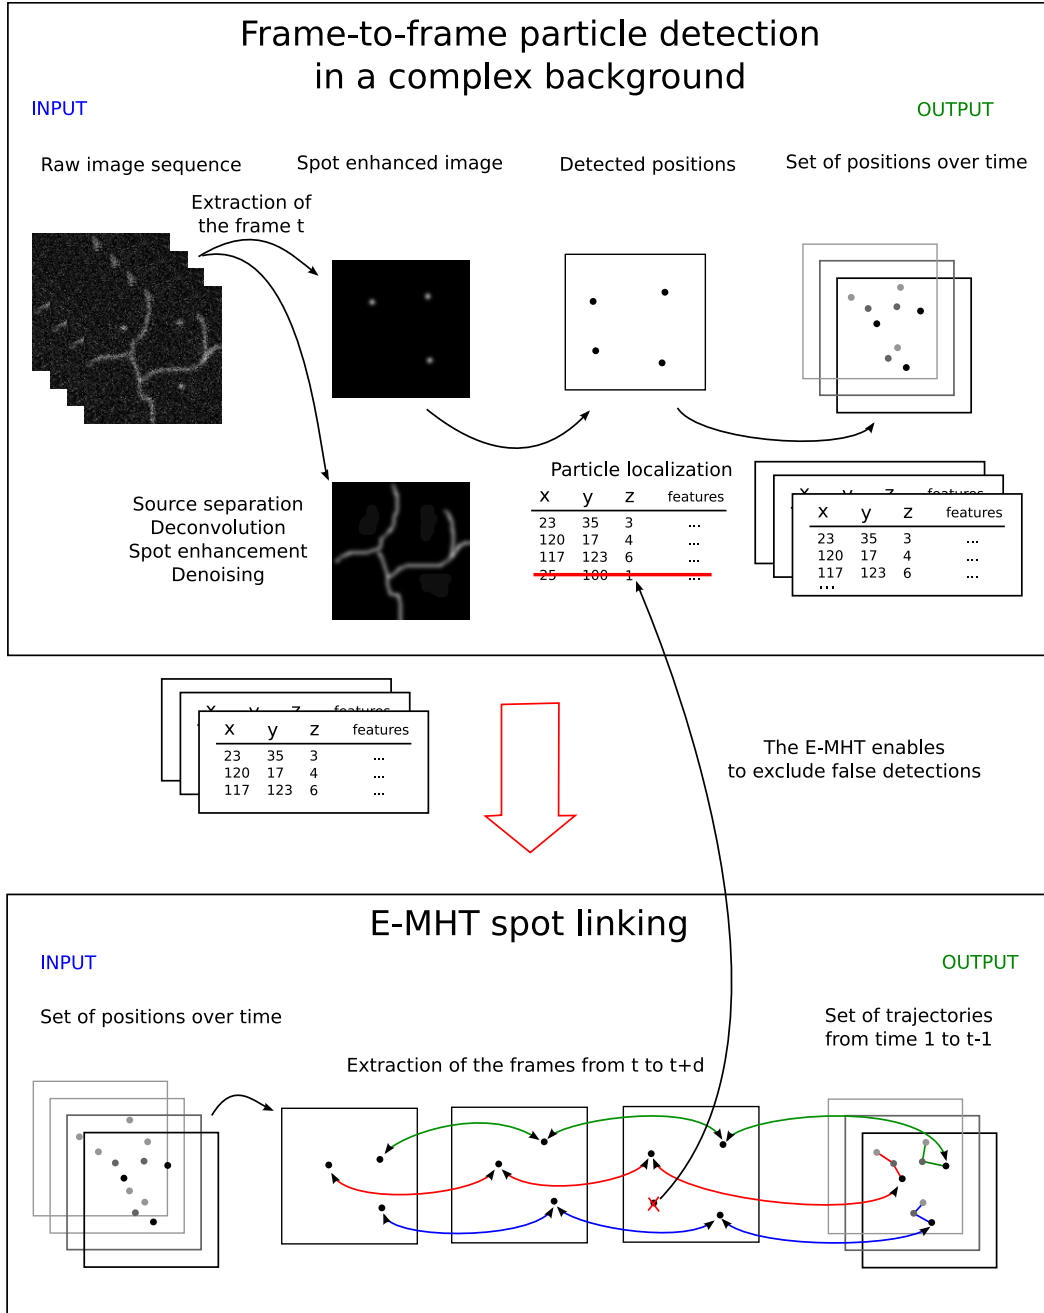 Frame-to-frame particle detection
in a complex background
INPUT
OUTPUT
Raw image sequence
Spot enhanced image
Detected positions
Set of positions over time
Extraction of
the frame t
Source separation
Deconvolution
Spot enhancement
Denoising
Particle localization
x y z features
23 35 3 ...
120 17 4 ...
117 123 6 ...
25 100 1 ...
x y z features
x y z features
23 35 3 ...
120 17 4 ...
117 123 6 ...
...
x y z features
x y z features
23 35 3 ...
120 17 4 ...
117 123 6 ...
The E-MHT enables
to exclude false detections
E-MHT spot linking
INPUT
OUTPUT
Set of positions over time
Set of trajectories
from time 1 to t-1
Extraction of the frames from t to t+d